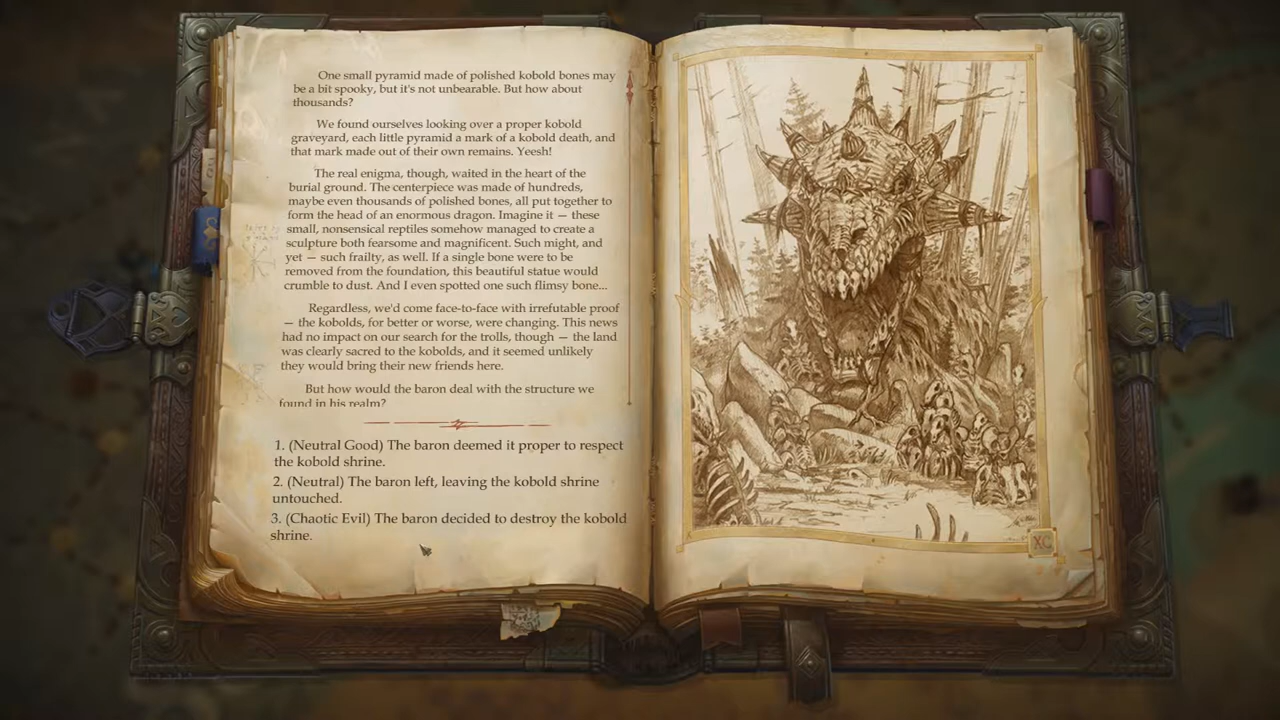 One small pyramid made of polished kobold bones may
be a bit spooky, but it's not unbearable. But how about
thousands?
We found ourselves looking over a proper kobold
graveyard, each little pyramid a mark of a kobold death, and
that mark made out of their own remains. Yeesh!
The real enigma, though, waited in the heart of the
burial ground. The centerpiece was made of hundreds,
maybe even thousands of polished bones, all put together to
form the head of an enormous dragon. Imagine it — these
small, nonsensical reptiles somehow managed to create a
sculpture both fearsome and magnificent. Such might, and
yet — such frailty, as well. If a single bone were to be
removed from the foundation, this beautiful statue would
crumble to dust. And I even spotted one such flimsy bone...
Regardless, we'd come face-to-face with irrefutable proof
— the kobolds, for better or worse, were changing. This news
had no impact on our search for the trolls, though — the land
was clearly sacred to the kobolds, and it seemed unlikely
they would bring their new friends here.
But how would the baron deal with the structure we
found in his realm?
1. (Neutral Good) The baron deemed it proper to respect
the kobold shrine.
2. (Neutral) The baron left, leaving the kobold shrine
untouched.
3. (Chaotic Evil) The baron decided to destroy the kobold
shrine.
XC